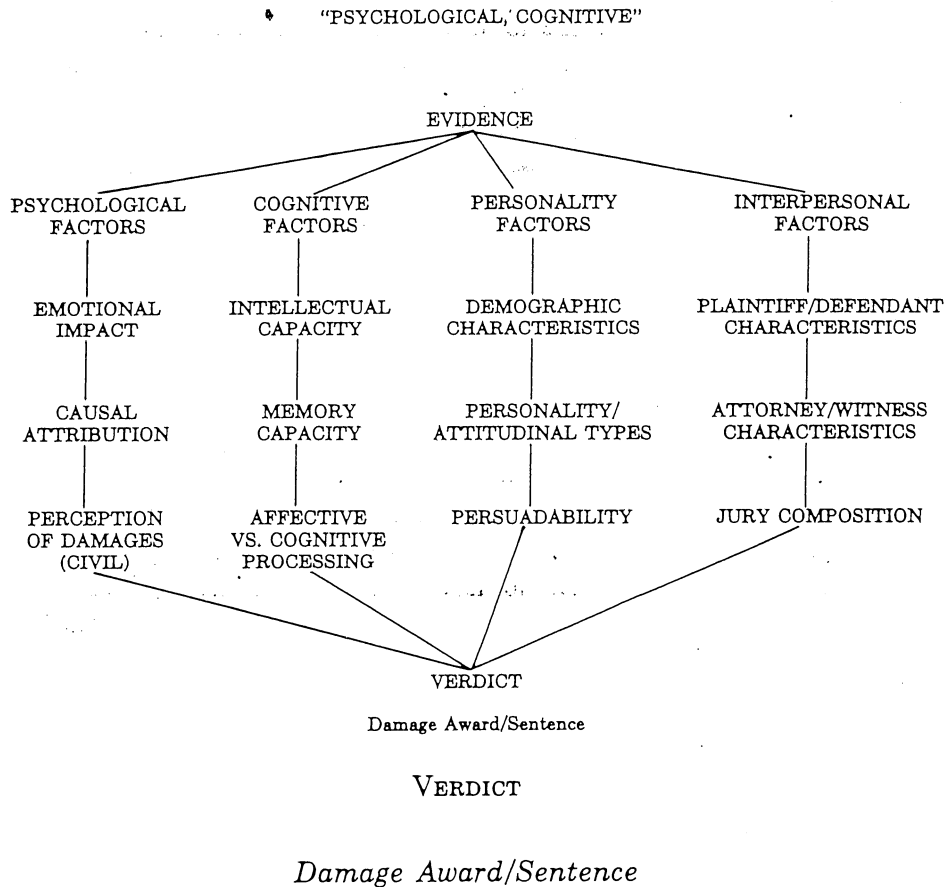 "PSYCHOLOGICAL, COGNITIVE"
EVIDENCE
PSYCHOLOGICAL
FACTORS
COGNITIVE
FACTORS
PERSONALITY
FACTORS
INTERPERSONAL
FACTORS
EMOTIONAL
IMPACT
INTELLECTUAL
CAPACITY
DEMOGRAPHIC
CHARACTERISTICS
PLAINTIFF/DEFENDANT
CHARACTERISTICS
CAUSAL
ATTRIBUTION
MEMORY
CAPACITY
PERSONALITY/
ATTITUDINAL TYPES
ATTORNEY/WITNESS
CHARACTERISTICS
PERCEPTION
OF DAMAGES
(CIVIL)
AFFECTIVE
VS. COGNITIVE
PROCESSING
PERSUADABILITY
JURY COMPOSITION
VERDICT
Damage Award/Sentence
VERDICT
Damage Award/Sentence